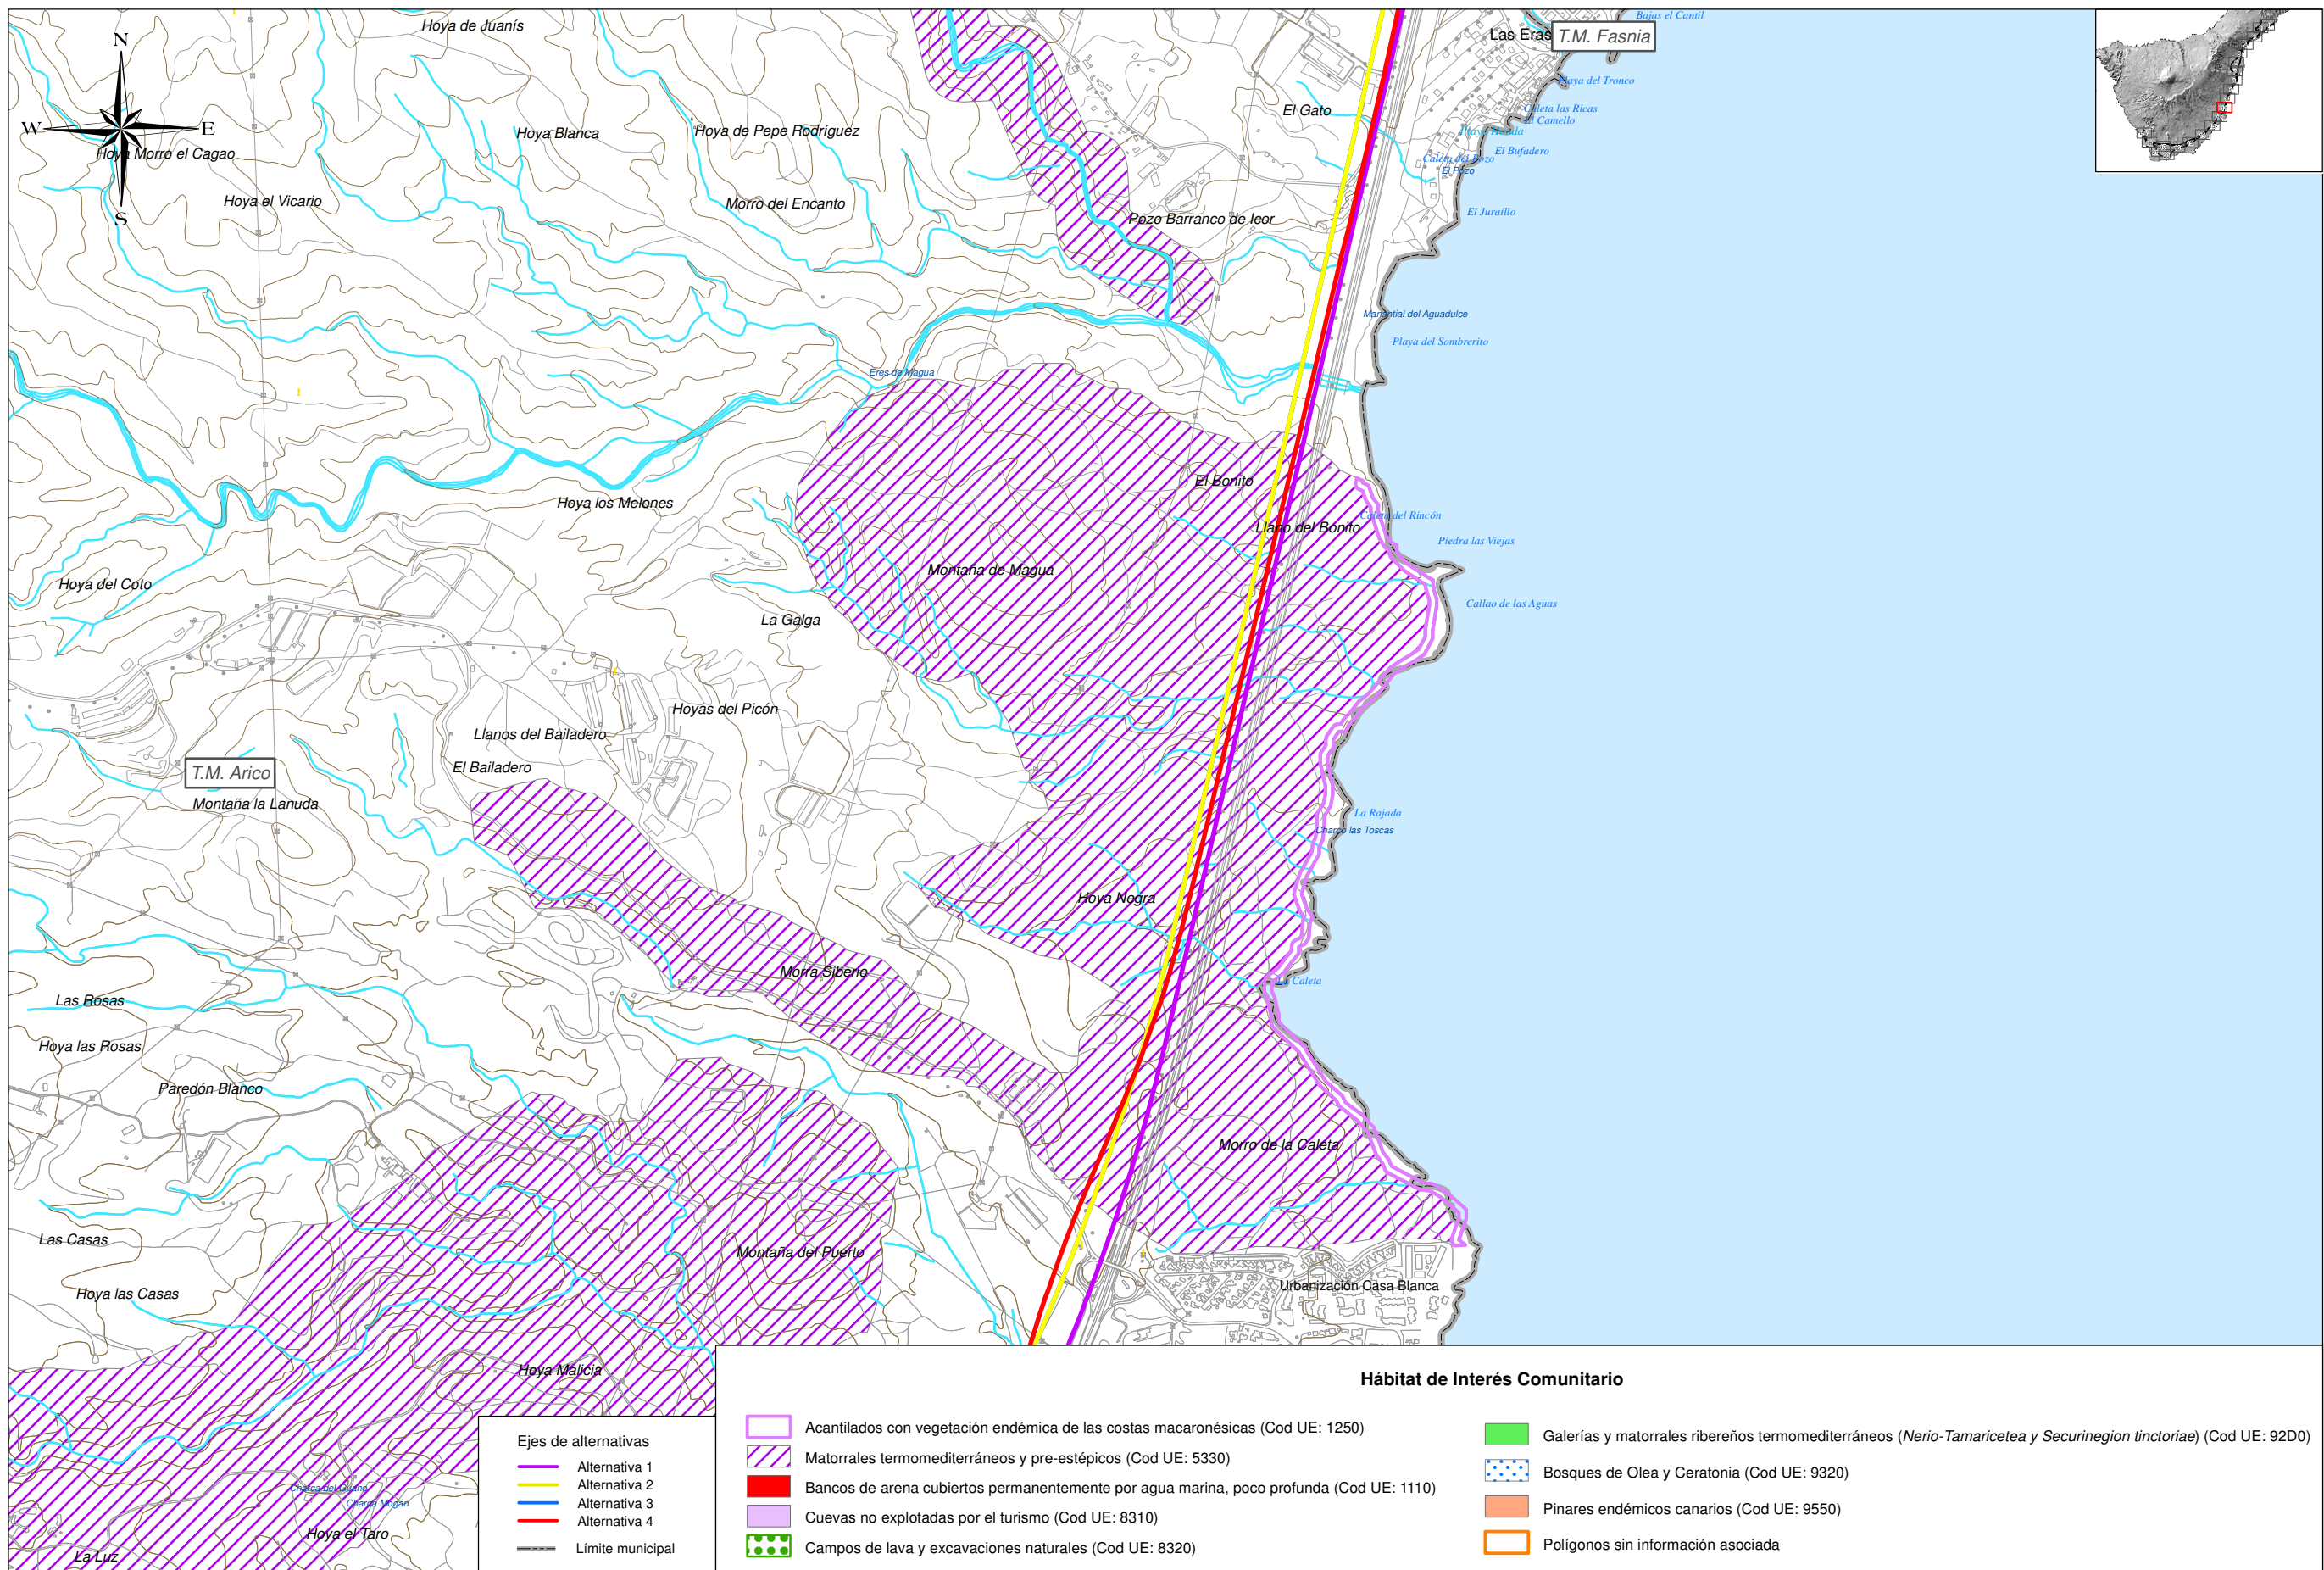 Bajas el Cantil
Hoya de Juanís
Las Eras
T.M. Fasnia
N
W
E
S
Playa del Tronco
El Gato
Caleta las Ricas
El Camello
Hoya Blanca
Hoya de Pepe Rodríguez
Playa Honda
Hoya Morro el Cagao
El Bufadero
Caleta del Pozo
El Pozo
Hoya el Vicario
Morro del Encanto
El Juraíllo
Pozo Barranco de Icor
Manantial del Aguadulce
Playa del Sombrerito
Eres de Magua
El Bonito
Hoya los Melones
Caleta del Rincón
Llano del Bonito
Piedra las Viejas
Montaña de Magua
Hoya del Coto
Callao de las Aguas
La Galga
Hoyas del Picón
Llanos del Bailadero
El Bailadero
T.M. Arico
Montaña la Lanuda
La Rajada
Charco las Toscas
Hoya Negra
Morra Siberio
La Caleta
Las Rosas
Hoya las Rosas
Paredón Blanco
Morro de la Caleta
Las Casas
Montaña del Puerto
Hoya las Casas
Urbanización Casa Blanca
Hoya Malicia
Charca del Guano
Charca Mogán
Hoya el Taro
La Luz
Ejes de alternativas
Alternativa 1
Alternativa 2
Alternativa 3
Alternativa 4
Límite municipal
Hábitat de Interés Comunitario
Acantilados con vegetación endémica de las costas macaronésicas (Cod UE: 1250)
Matorrales termomediterráneos y pre-estépicos (Cod UE: 5330)
Bancos de arena cubiertos permanentemente por agua marina, poco profunda (Cod UE: 1110)
Cuevas no explotadas por el turismo (Cod UE: 8310)
Campos de lava y excavaciones naturales (Cod UE: 8320)
Galerías y matorrales ribereños termomediterráneos (Nerio-Tamaricetea y Securinegion tinctoriae) (Cod UE: 92D0)
Bosques de Olea y Ceratonia (Cod UE: 9320)
Pinares endémicos canarios (Cod UE: 9550)
Polígonos sin información asociada